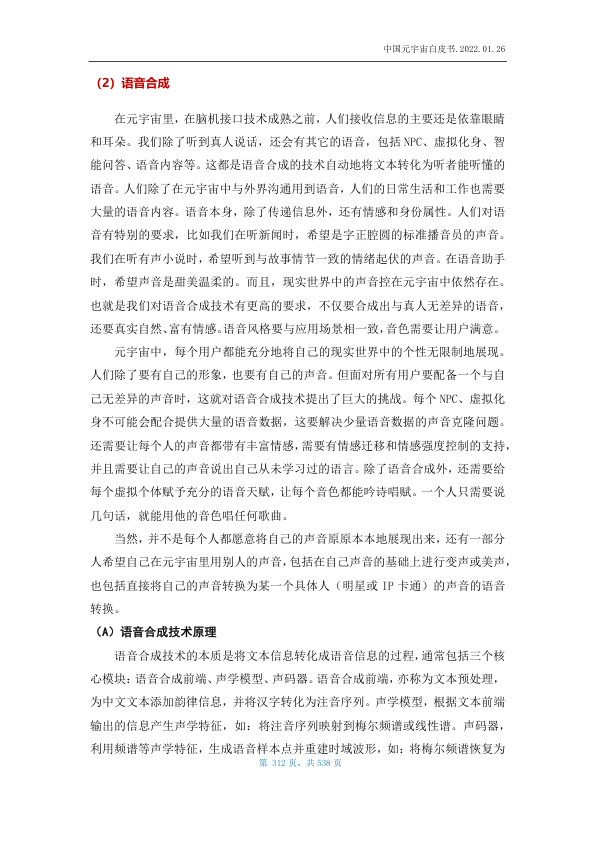 中国元宇宙白皮书.2022.01.26
（2）语音合成
在元宇宙里，在脑机接口技术成熟之前，人们接收信息的主要还是依靠眼睛
和耳朵。我们除了听到真人说话，还会有其它的语音，包括 NPC、虚拟化身、智
能问答、语音内容等。这都是语音合成的技术自动地将文本转化为听者能听懂的
语音。人们除了在元宇宙中与外界沟通用到语音，人们的日常生活和工作也需要
大量的语音内容。语音本身，除了传递信息外，还有情感和身份属性。人们对语
音有特别的要求，比如我们在听新闻时，希望是字正腔圆的标准播音员的声音。
我们在听有声小说时，希望听到与故事情节一致的情绪起伏的声音。在语音助手
时，希望声音是甜美温柔的。而且，现实世界中的声音控在元宇宙中依然存在。
也就是我们对语音合成技术有更高的要求，不仅要合成出与真人无差异的语音，
还要真实自然、富有情感。语音风格要与应用场景相一致，音色需要让用户满意。
元宇宙中，每个用户都能充分地将自己的现实世界中的个性无限制地展现。
人们除了要有自己的形象，也要有自己的声音。但面对所有用户要配备一个与自
己无差异的声音时，这就对语音合成技术提出了巨大的挑战。每个 NPC、虚拟化
身不可能会配合提供大量的语音数据，这要解决少量语音数据的声音克隆问题。
还需要让每个人的声音都带有丰富情感，需要有情感迁移和情感强度控制的支持，
并且需要让自己的声音说出自己从未学习过的语言。除了语音合成外，还需要给
每个虚拟个体赋予充分的语音天赋，让每个音色都能吟诗唱赋。一个人只需要说
几句话，就能用他的音色唱任何歌曲。
当然，并不是每个人都愿意将自己的声音原原本本地展现出来，还有一部分
人希望自己在元宇宙里用别人的声音，包括在自己声音的基础上进行变声或美声，
也包括直接将自己的声音转换为某一个具体人（明星或 IP 卡通）的声音的语音
转换。
（A）语音合成技术原理
语音合成技术的本质是将文本信息转化成语音信息的过程，通常包括三个核
心模块：语音合成前端、声学模型、声码器。语音合成前端，亦称为文本预处理，
为中文文本添加韵律信息，并将汉字转化为注音序列。声学模型，根据文本前端
输出的信息产生声学特征，如：将注音序列映射到梅尔频谱或线性谱。声码器，
利用频谱等声学特征，生成语音样本点并重建时域波形，如：将梅尔频谱恢复为
第 312 页，共 538 页